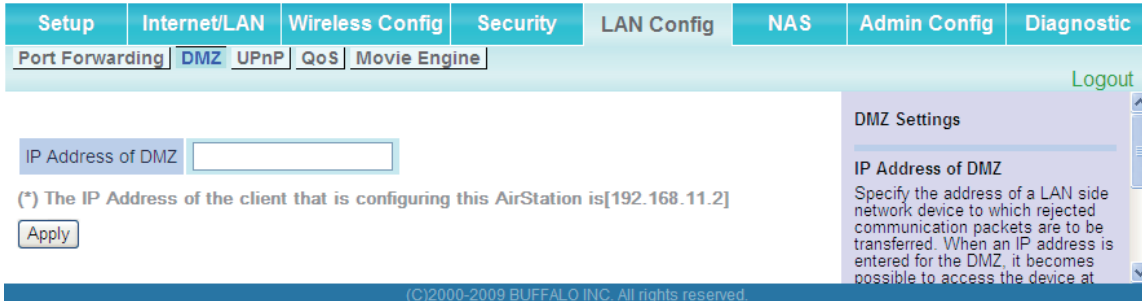 Setup Internet/LAN Wireless Config Security LAN Config NAS Admin Config Diagnostic
Port Forwarding DMZ UPnP QoS Movie Engine
Logout
IP Address of DMZ
(*) The IP Address of the client that is configuring this AirStation is[192.168.11.2]
Apply
DMZ Settings
IP Address of DMZ
Specify the address of a LAN side
network device to which rejected
communication packets are to be
transferred. When an IP address is
entered for the DMZ, it becomes
possible to access the device at
(C)2000-2009 BUFFALO INC. All rights reserved.